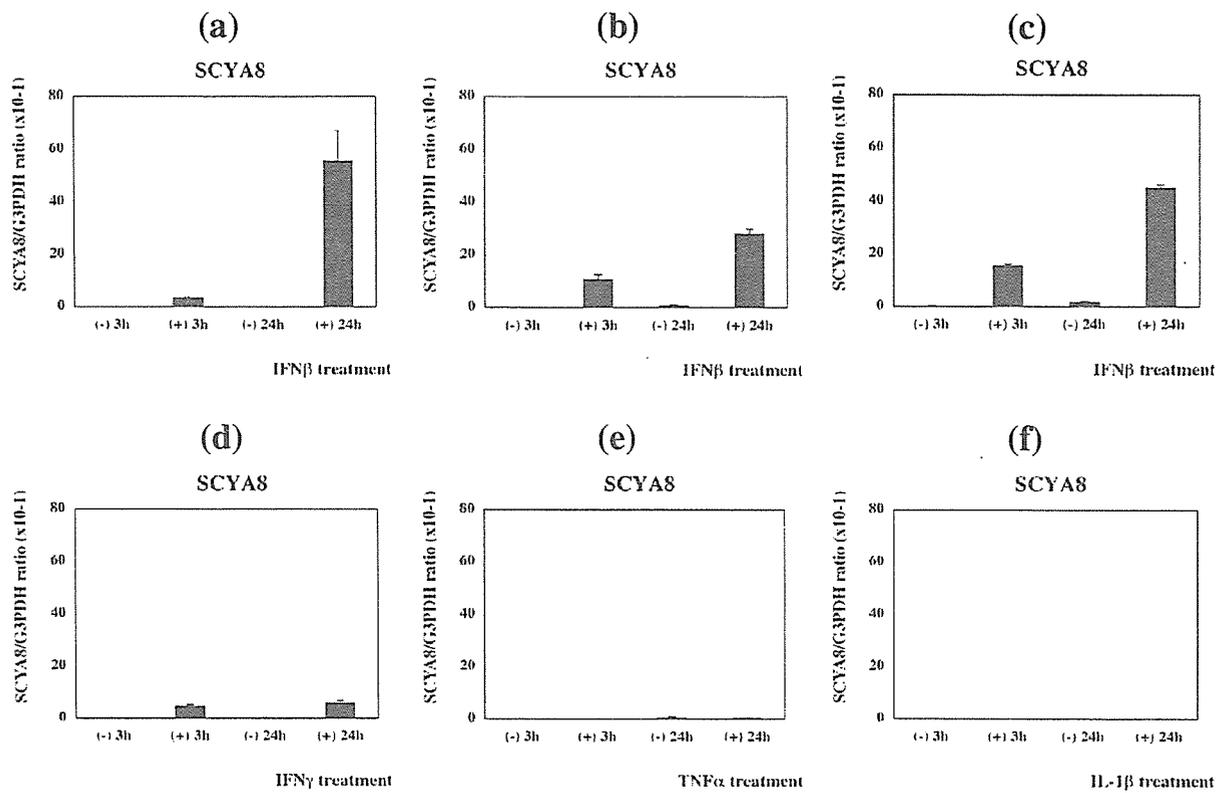 (a) (b) (c)
SCYA8 SCYA8 SCYA8
SCYA8/G3PDH ratio (x10-1) SCYA8/G3PDH ratio (x10-1) SCYA8/G3PDH ratio (x10-1)
80 80 80
60 60 60
40 40 40
20 20 20
0 0 0
(-) 3h (+) 3h (-) 24h (+) 24h (-) 3h (+) 3h (-) 24h (+) 24h (-) 3h (+) 3h (-) 24h (+) 24h
IFNβ treatment IFNβ treatment IFNβ treatment
(d) (e) (f)
SCYA8 SCYA8 SCYA8
SCYA8/G3PDH ratio (x10-1) SCYA8/G3PDH ratio (x10-1) SCYA8/G3PDH ratio (x10-1)
80 80 80
60 60 60
40 40 40
20 20 20
0 0 0
(-) 3h (+) 3h (-) 24h (+) 24h (-) 3h (+) 3h (-) 24h (+) 24h (-) 3h (+) 3h (-) 24h (+) 24h
IFNγ treatment TNFα treatment IL-1β treatment